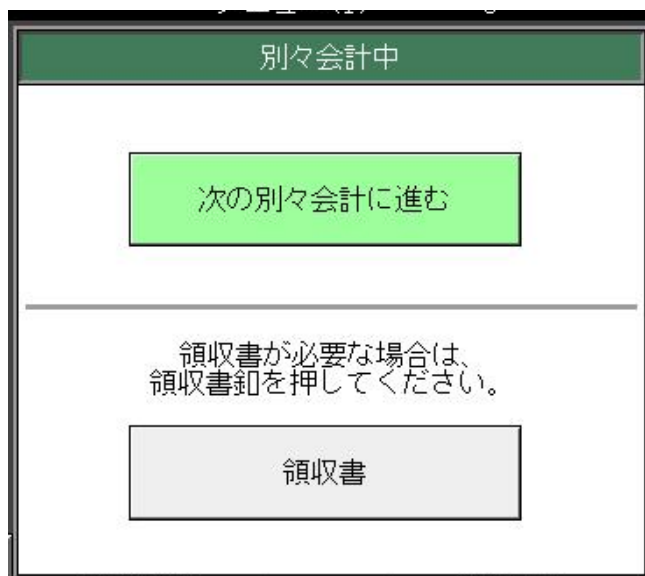 別々会計中
次の別々会計に進む
領収書が必要な場合は、
領収書釦を押してください。
領収書